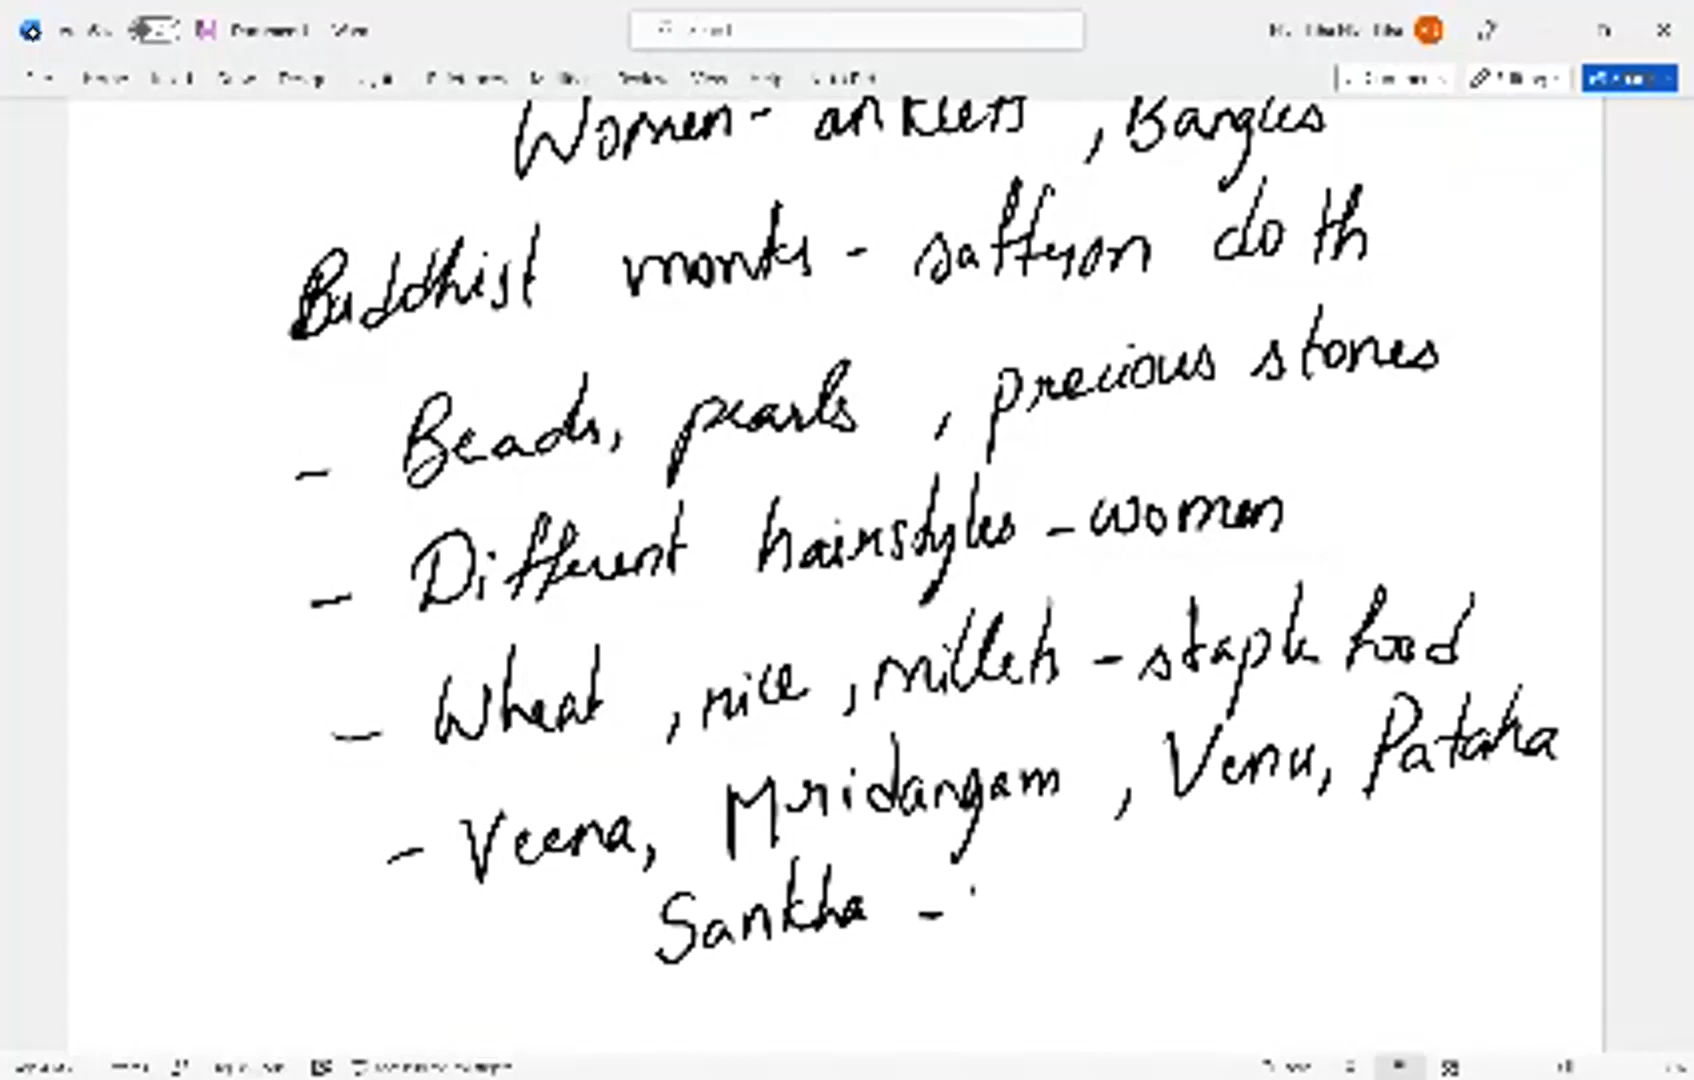 Women - anklets , Bangles
Buddhist monks - saffron cloth
- Beads, pearls , precious stones
- Different hairstyles - women
- Wheat , rice , millets - staple food
- Veena, Mridangam , Venu, Pataha
Sankha -